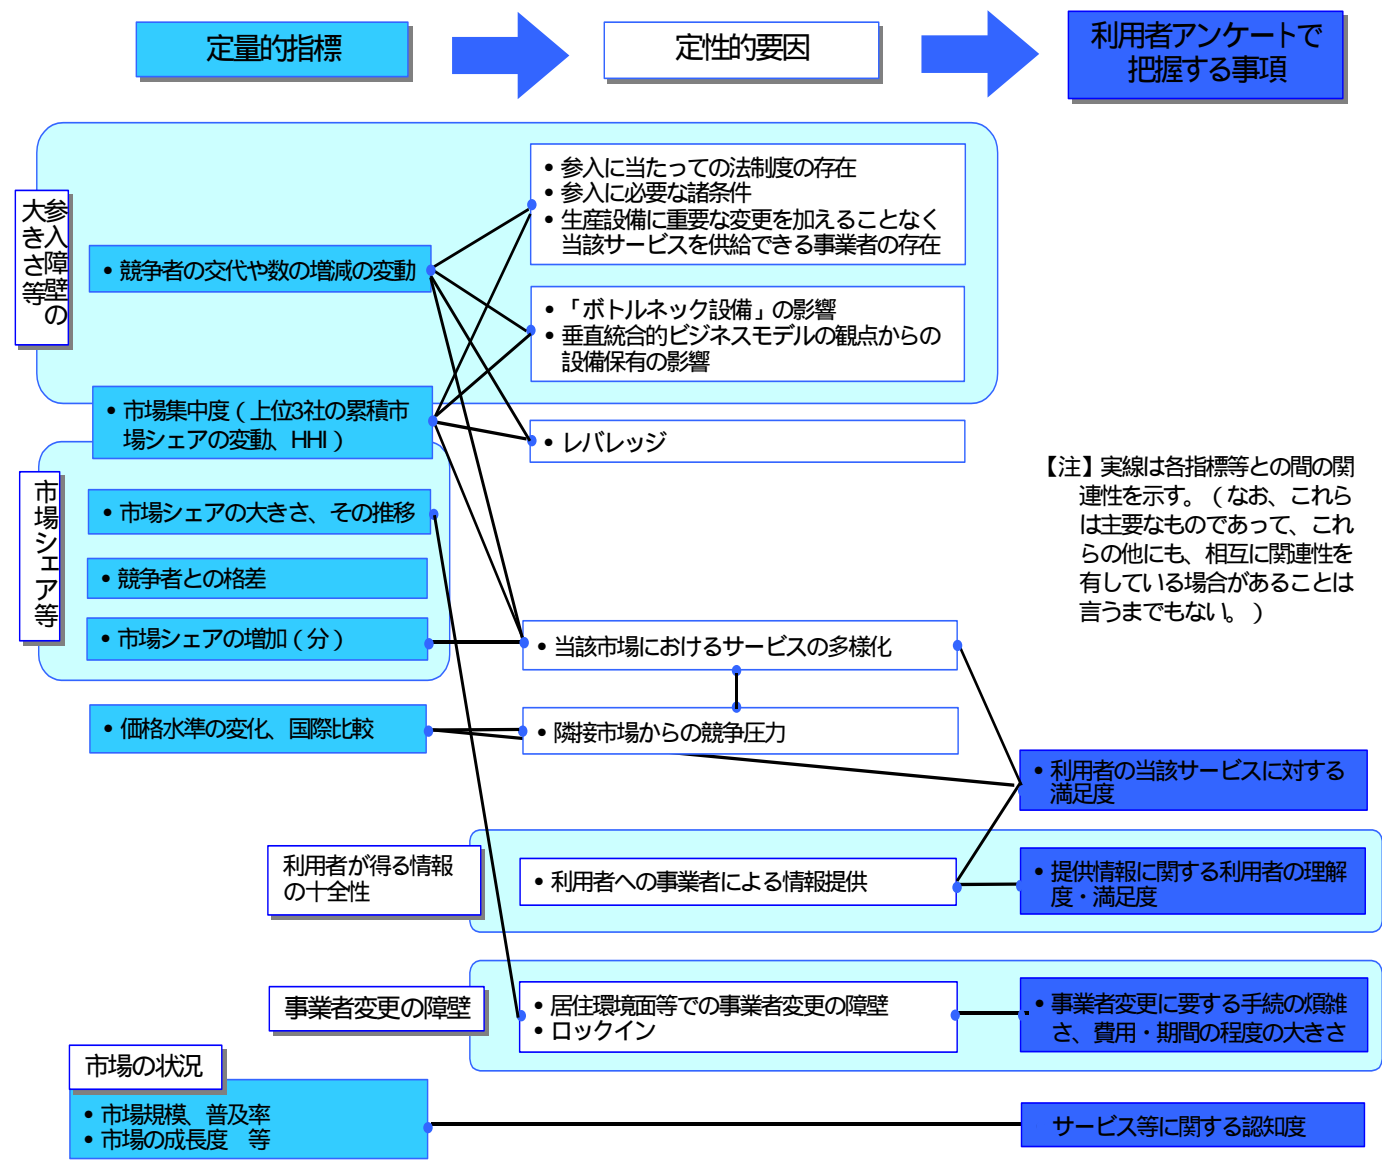 定量的指標
定性的要因
利用者アンケートで
把握する事項
参入障壁の
大きさ等
• 競争者の交代や数の増減の変動
• 参入に当たっての法制度の存在
• 参入に必要な諸条件
• 生産設備に重要な変更を加えることなく
当該サービスを供給できる事業者の存在
• 「ボトルネック設備」の影響
• 垂直統合的ビジネスモデルの観点からの
設備保有の影響
• 市場集中度(上位3社の累積市
場シェアの変動、HHI)
• レバレッジ
市場シェア等
• 市場シェアの大きさ、その推移
• 競争者との格差
• 市場シェアの増加(分)
【注】実線は各指標等との間の関
連性を示す。(なお、これら
は主要なものであって、これ
らの他にも、相互に関連性を
有している場合があることは
言うまでもない。)
• 当該市場におけるサービスの多様化
• 価格水準の変化、国際比較
• 隣接市場からの競争圧力
• 利用者の当該サービスに対する
満足度
利用者が得る情報
の十全性
• 利用者への事業者による情報提供
• 提供情報に関する利用者の理解
度・満足度
事業者変更の障壁
• 居住環境面等での事業者変更の障壁
• ロックイン
• 事業者変更に要する手続の煩雑
さ、費用・期間の程度の大きさ
市場の状況
• 市場規模、普及率
• 市場の成長度 等
サービス等に関する認知度